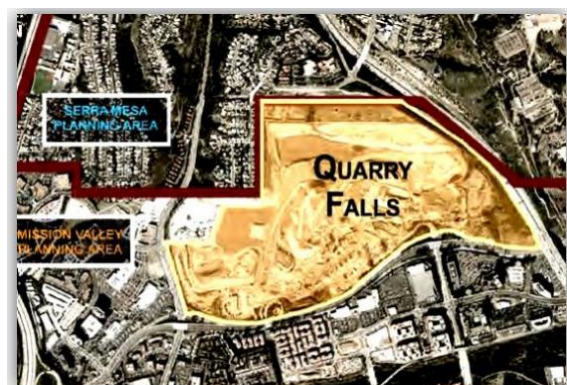 SERRA MESA
PLANNING AREA
QUARRY
FALLS
MISSION VALLEY
PLANNING AREA